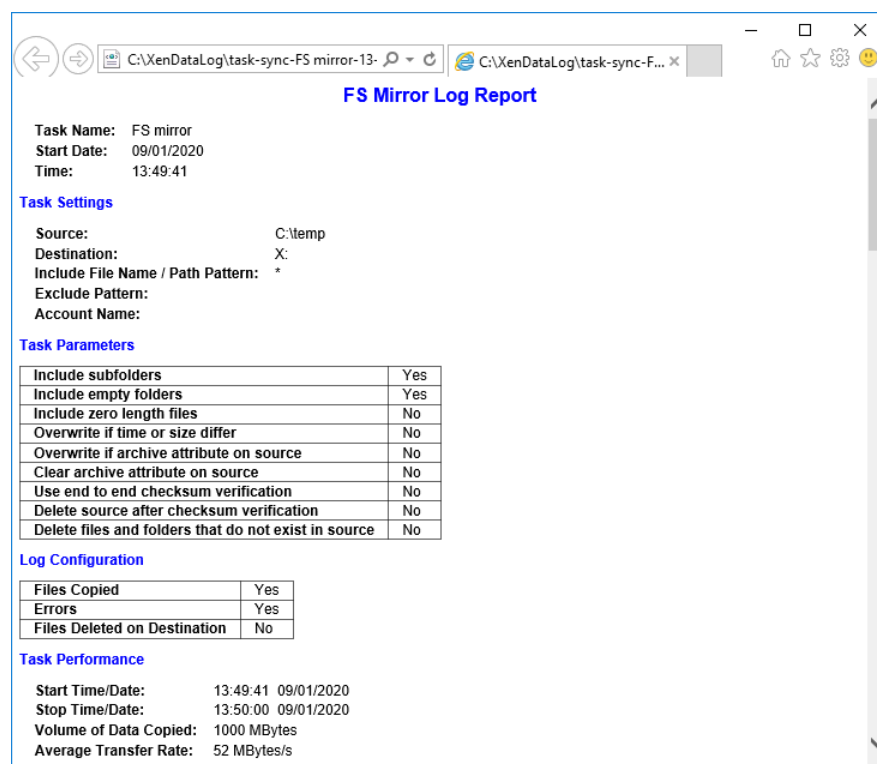 C:\XenDataLog\task-sync-FS mirror-13-
C:\XenDataLog\task-sync-F...
FS Mirror Log Report
Task Name: FS mirror
Start Date: 09/01/2020
Time: 13:49:41
Task Settings
Source: C:\temp
Destination: X:
Include File Name / Path Pattern: *
Exclude Pattern:
Account Name:
Task Parameters
Include subfolders Yes
Include empty folders Yes
Include zero length files No
Overwrite if time or size differ No
Overwrite if archive attribute on source No
Clear archive attribute on source No
Use end to end checksum verification No
Delete source after checksum verification No
Delete files and folders that do not exist in source No
Log Configuration
Files Copied Yes
Errors Yes
Files Deleted on Destination No
Task Performance
Start Time/Date: 13:49:41 09/01/2020
Stop Time/Date: 13:50:00 09/01/2020
Volume of Data Copied: 1000 MBytes
Average Transfer Rate: 52 MBytes/s